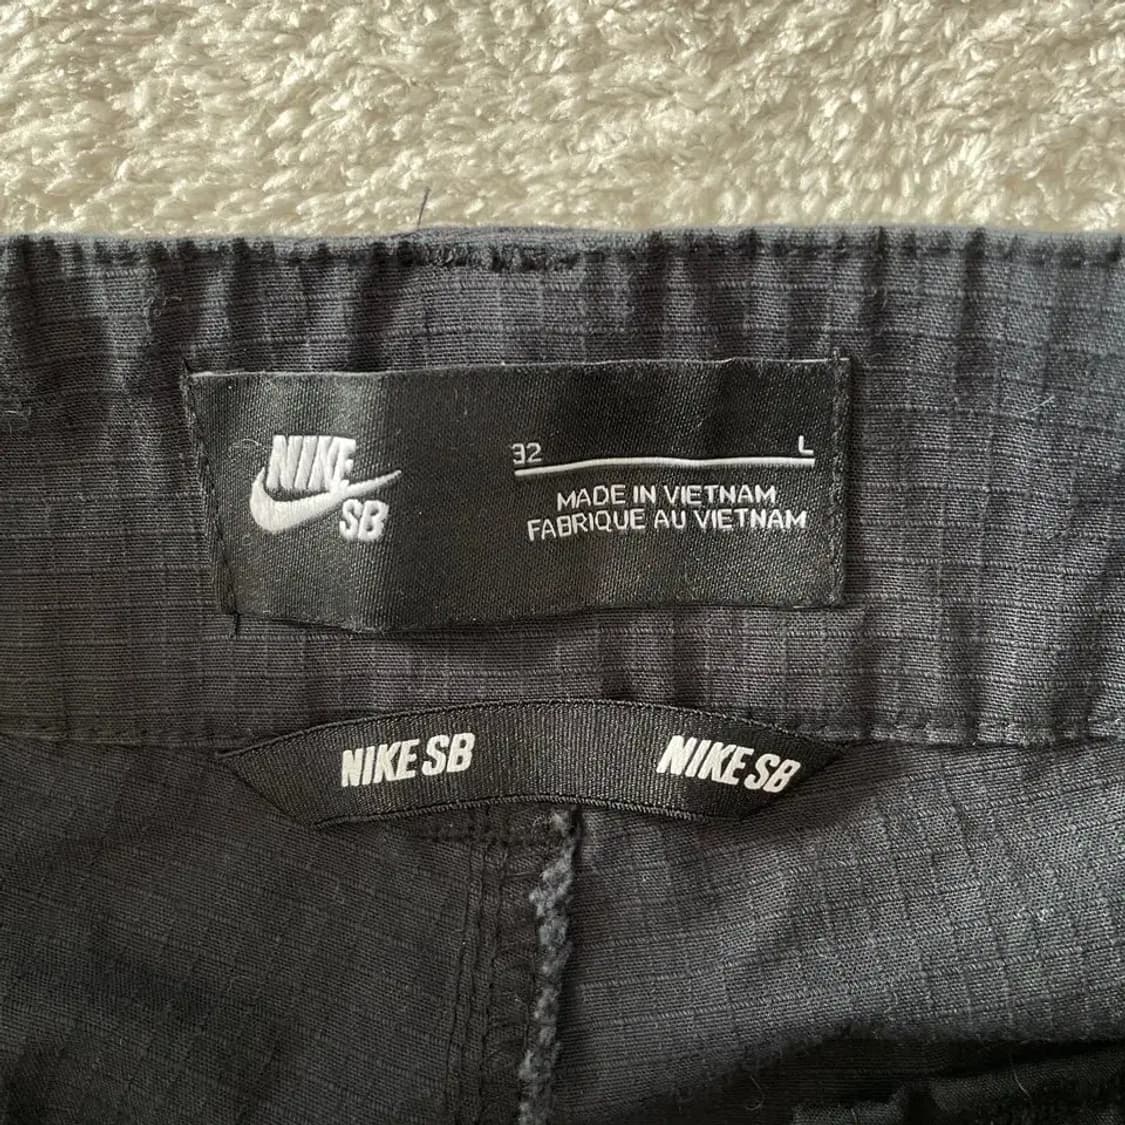 NIKE
SB
32 L
MADE IN VIETNAM
FABRIQUE AU VIETNAM
NIKE SB NIKE SB